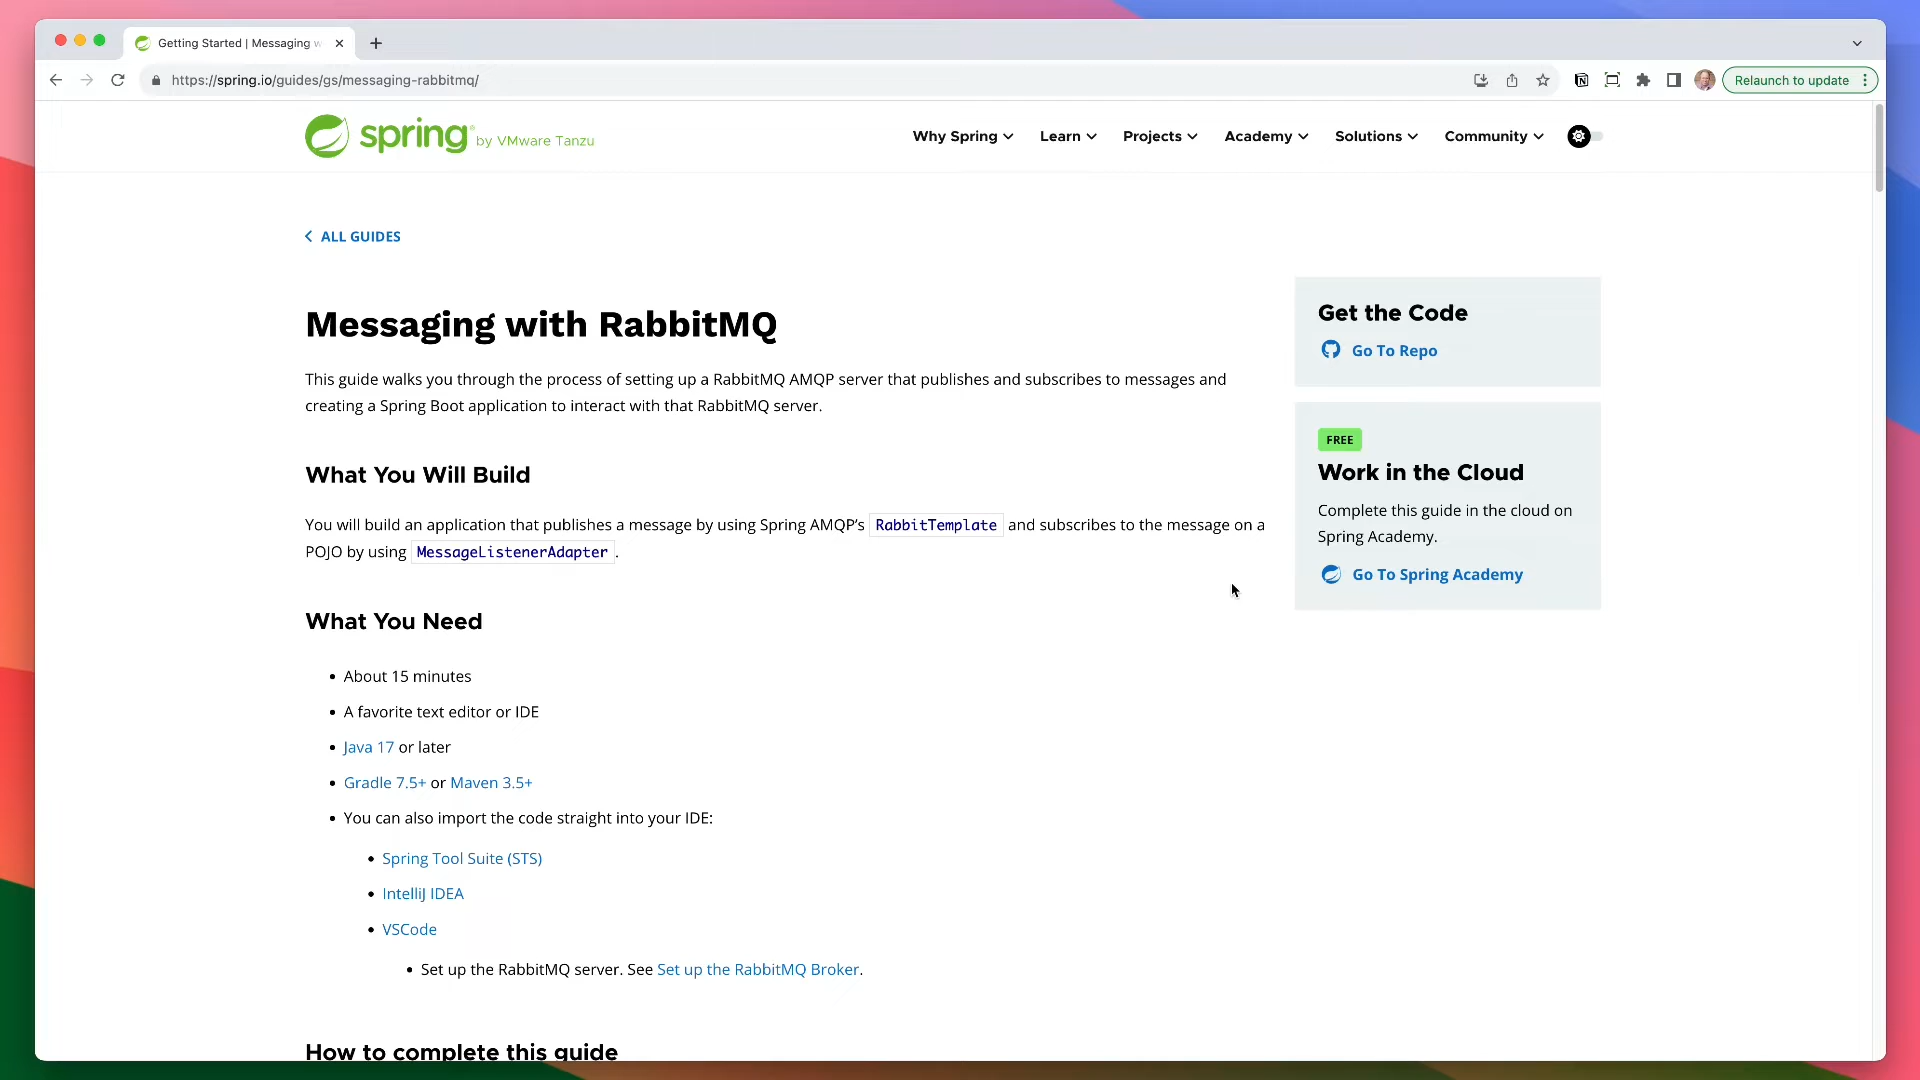 Getting Started | Messaging w
https://spring.io/guides/gs/messaging-rabbitmq/
Relaunch to update
spring by VMware Tanzu
Why Spring
Learn
Projects
Academy
Solutions
Community
ALL GUIDES
Messaging with RabbitMQ
This guide walks you through the process of setting up a RabbitMQ AMQP server that publishes and subscribes to messages and
creating a Spring Boot application to interact with that RabbitMQ server.
What You Will Build
You will build an application that publishes a message by using Spring AMQP’s RabbitTemplate and subscribes to the message on a
POJO by using MessageListenerAdapter .
What You Need
• About 15 minutes
• A favorite text editor or IDE
• Java 17 or later
• Gradle 7.5+ or Maven 3.5+
• You can also import the code straight into your IDE:
• Spring Tool Suite (STS)
• IntelliJ IDEA
• VSCode
• Set up the RabbitMQ server. See Set up the RabbitMQ Broker.
How to complete this guide
Get the Code
Go To Repo
FREE
Work in the Cloud
Complete this guide in the cloud on
Spring Academy.
Go To Spring Academy